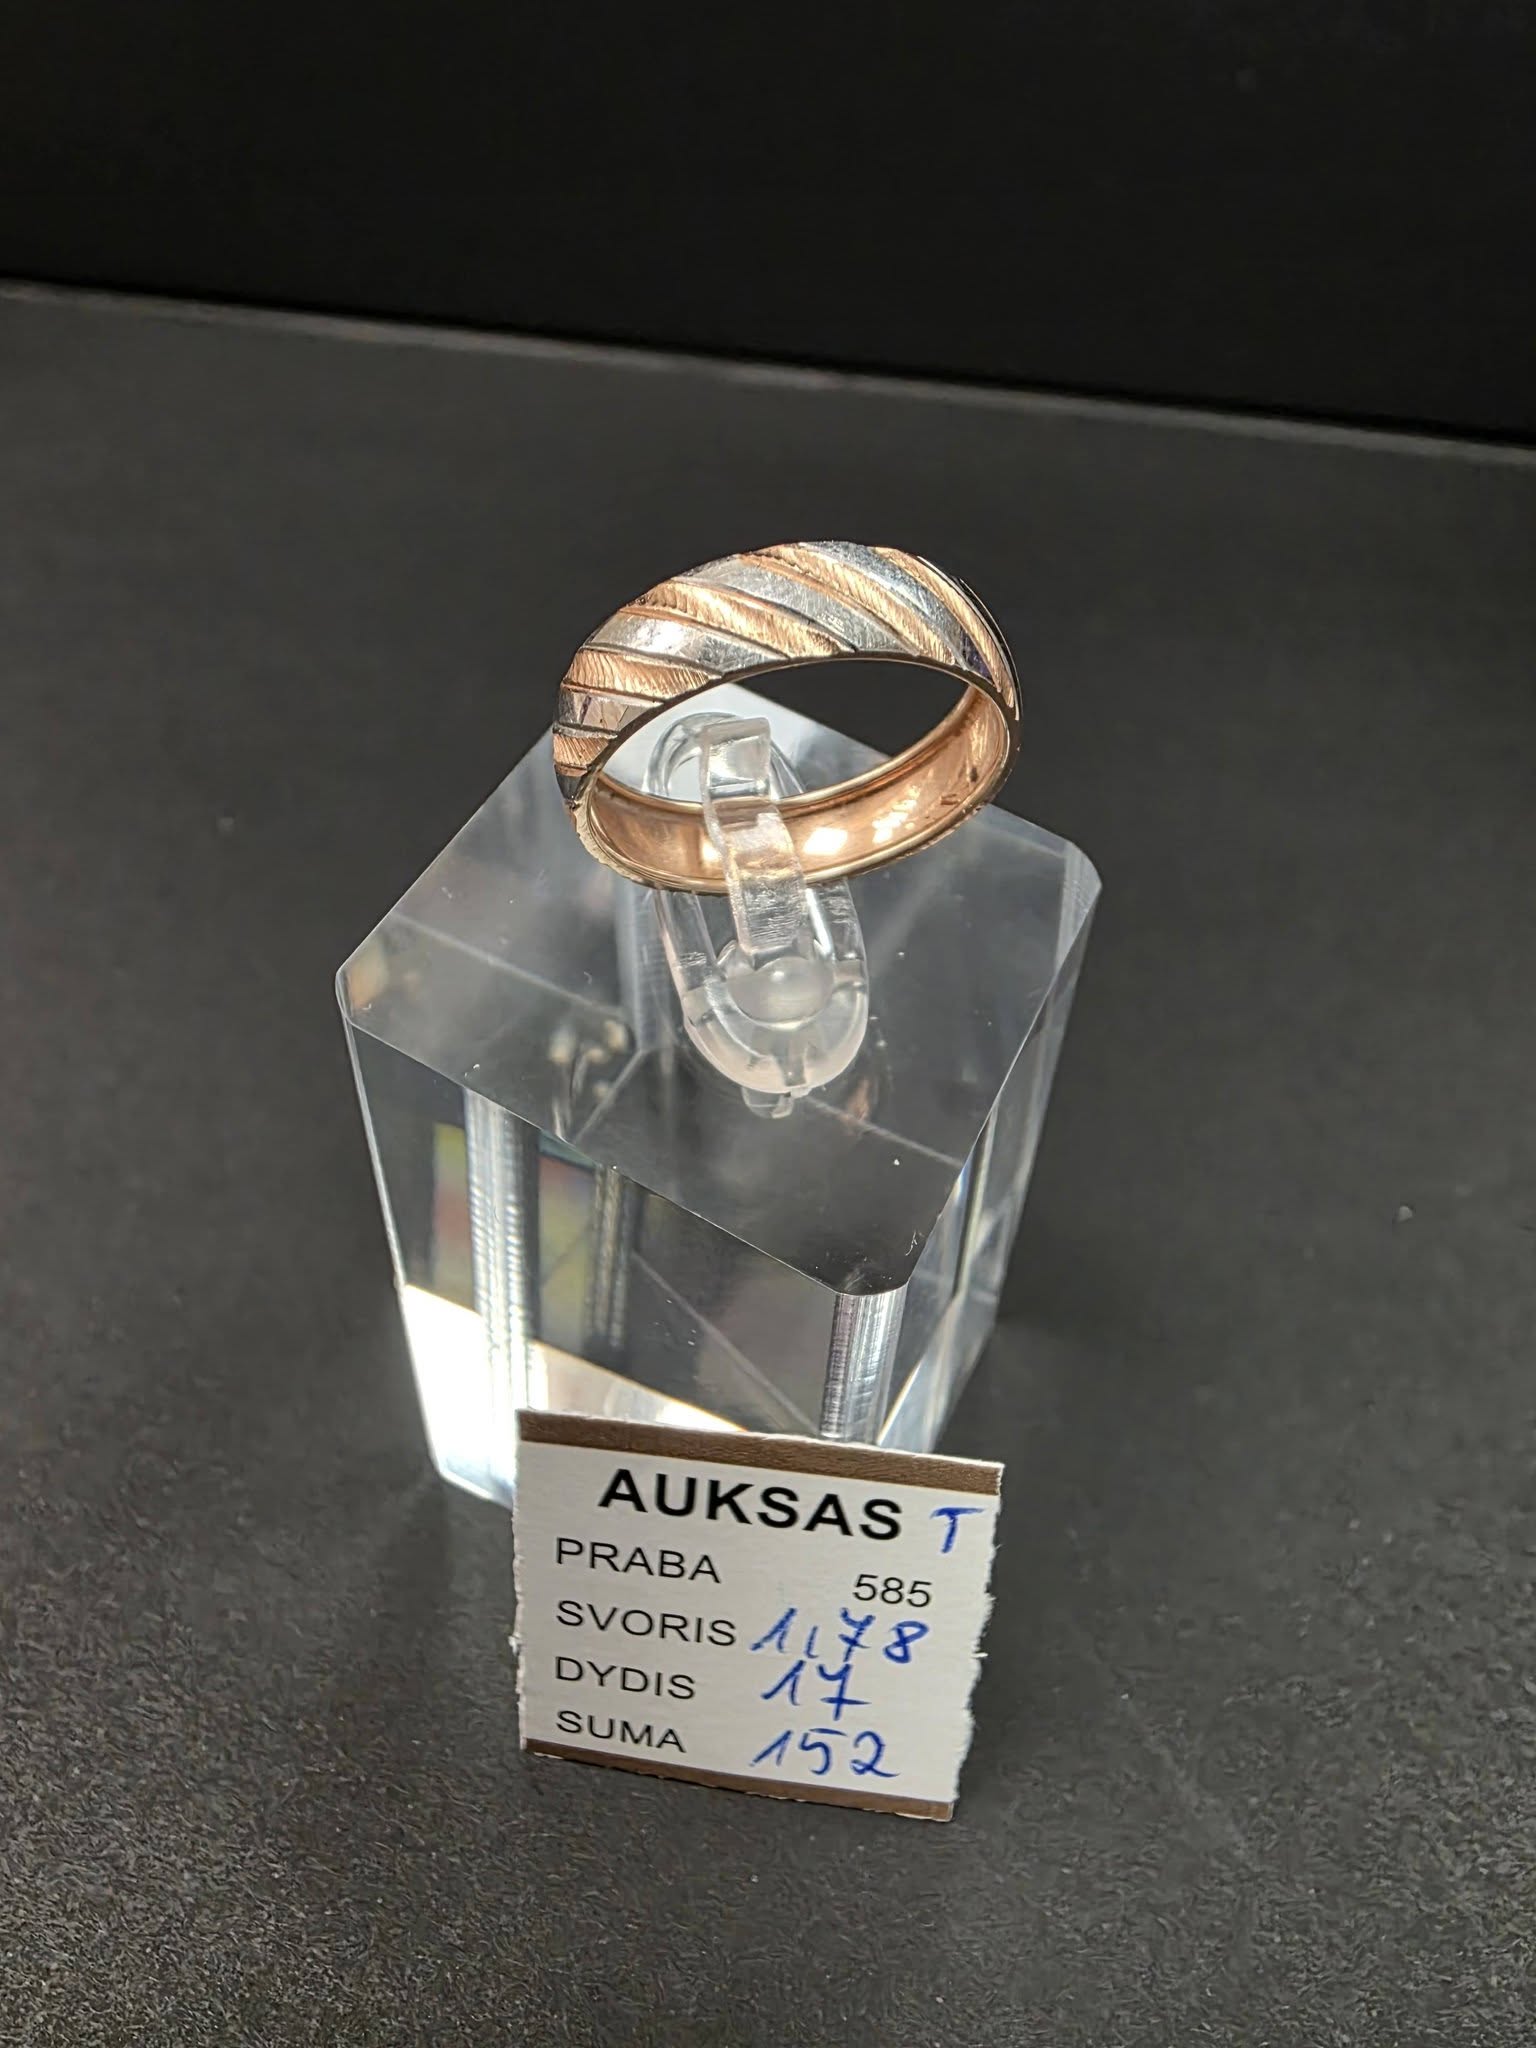 AUKSAS T
PRABA 585
SVORIS 1,78
DYDIS 17
SUMA 152